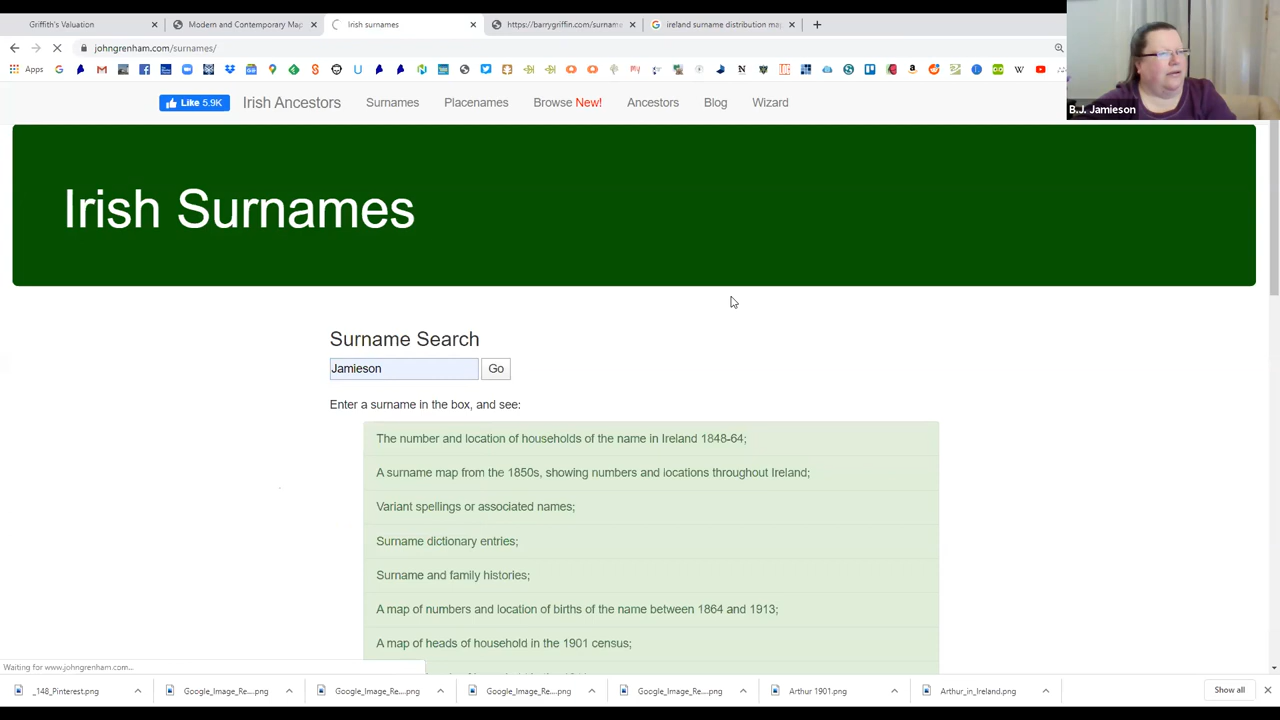 Griffith's Valuation
Modern and Contemporary Map
Irish surnames
https://barrygriffin.com/surname
ireland surname distribution ma
johngrenham.com/surnames/
Apps
Like 5.9K
Irish Ancestors
Surnames
Placenames
Browse New!
Ancestors
Blog
Wizard
B.J. Jamieson
Irish Surnames
Surname Search
Jamieson Go
Enter a surname in the box, and see:
The number and location of households of the name in Ireland 1848-64;
A surname map from the 1850s, showing numbers and locations throughout Ireland;
Variant spellings or associated names;
Surname dictionary entries;
Surname and family histories;
A map of numbers and location of births of the name between 1864 and 1913;
A map of heads of household in the 1901 census;
Waiting for www.johngrenham.com...
_148_Pinterest.png
Google_Image_Re....png
Google_Image_Re....png
Google_Image_Re....png
Google_Image_Re....png
Arthur 1901.png
Arthur_in_Ireland.png
Show all